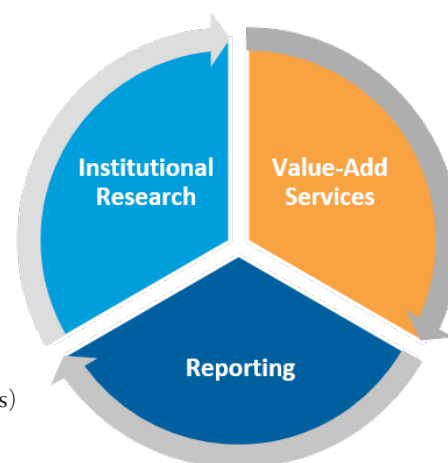 Institutional
Research
Value-Add
Services
Reporting
s)